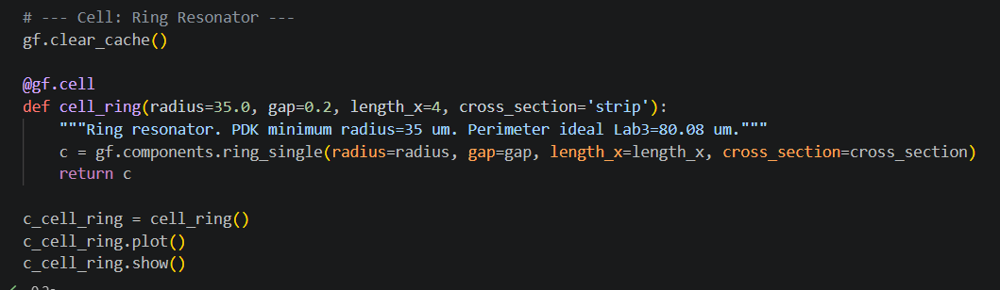 # --- Cell: Ring Resonator ---
gf.clear_cache()
@gf.cell
def cell_ring(radius=35.0, gap=0.2, length_x=4, cross_section='strip'):
"""Ring resonator. PDK minimum radius=35 um. Perimeter ideal Lab3=80.08 um."""
c = gf.components.ring_single(radius=radius, gap=gap, length_x=length_x, cross_section=cross_section)
return c
c_cell_ring = cell_ring()
c_cell_ring.plot()
c_cell_ring.show()